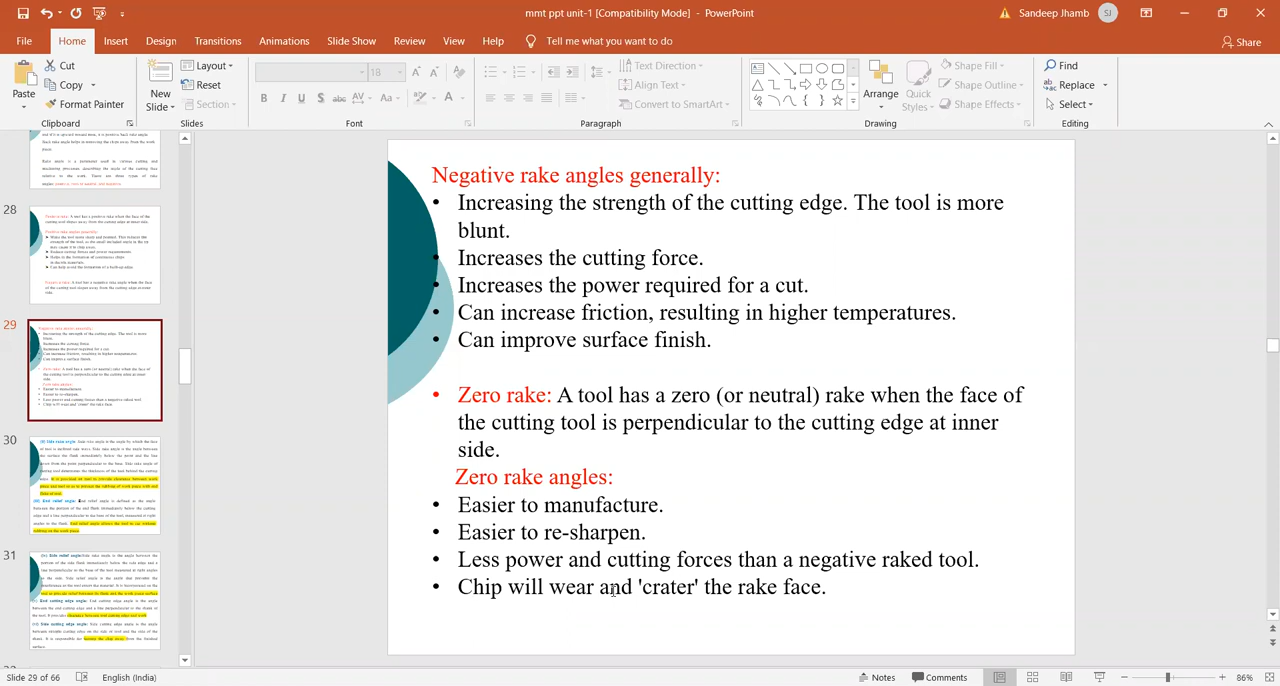 mmt ppt unit-1 [Compatibility Mode] - PowerPoint
Sandeep Jhamb
SJ
File Home Insert Design Transitions Animations Slide Show Review View Help Tell me what you want to do
Share
Paste
Cut
Copy
Format Painter
Clipboard
New Slide
Layout
Reset
Section
Slides
18
Font
Text Direction
Align Text
Convert to SmartArt
Paragraph
Arrange
Quick Styles
Shape Fill
Shape Outline
Shape Effects
Drawing
Find
Replace
Select
Editing
28
29
30
31
Negative rake angles generally:
• Increasing the strength of the cutting edge. The tool is more
blunt.
• Increases the cutting force.
• Increases the power required for a cut.
• Can increase friction, resulting in higher temperatures.
• Can improve surface finish.
• Zero rake: A tool has a zero (or neutral) rake when the face of
the cutting tool is perpendicular to the cutting edge at inner
side.
Zero rake angles:
• Easier to manufacture.
• Easier to re-sharpen.
• Less power and cutting forces than a negative raked tool.
• Chip will wear and 'crater' the rake face.
Slide 29 of 66
English (India)
Notes
Comments
86%